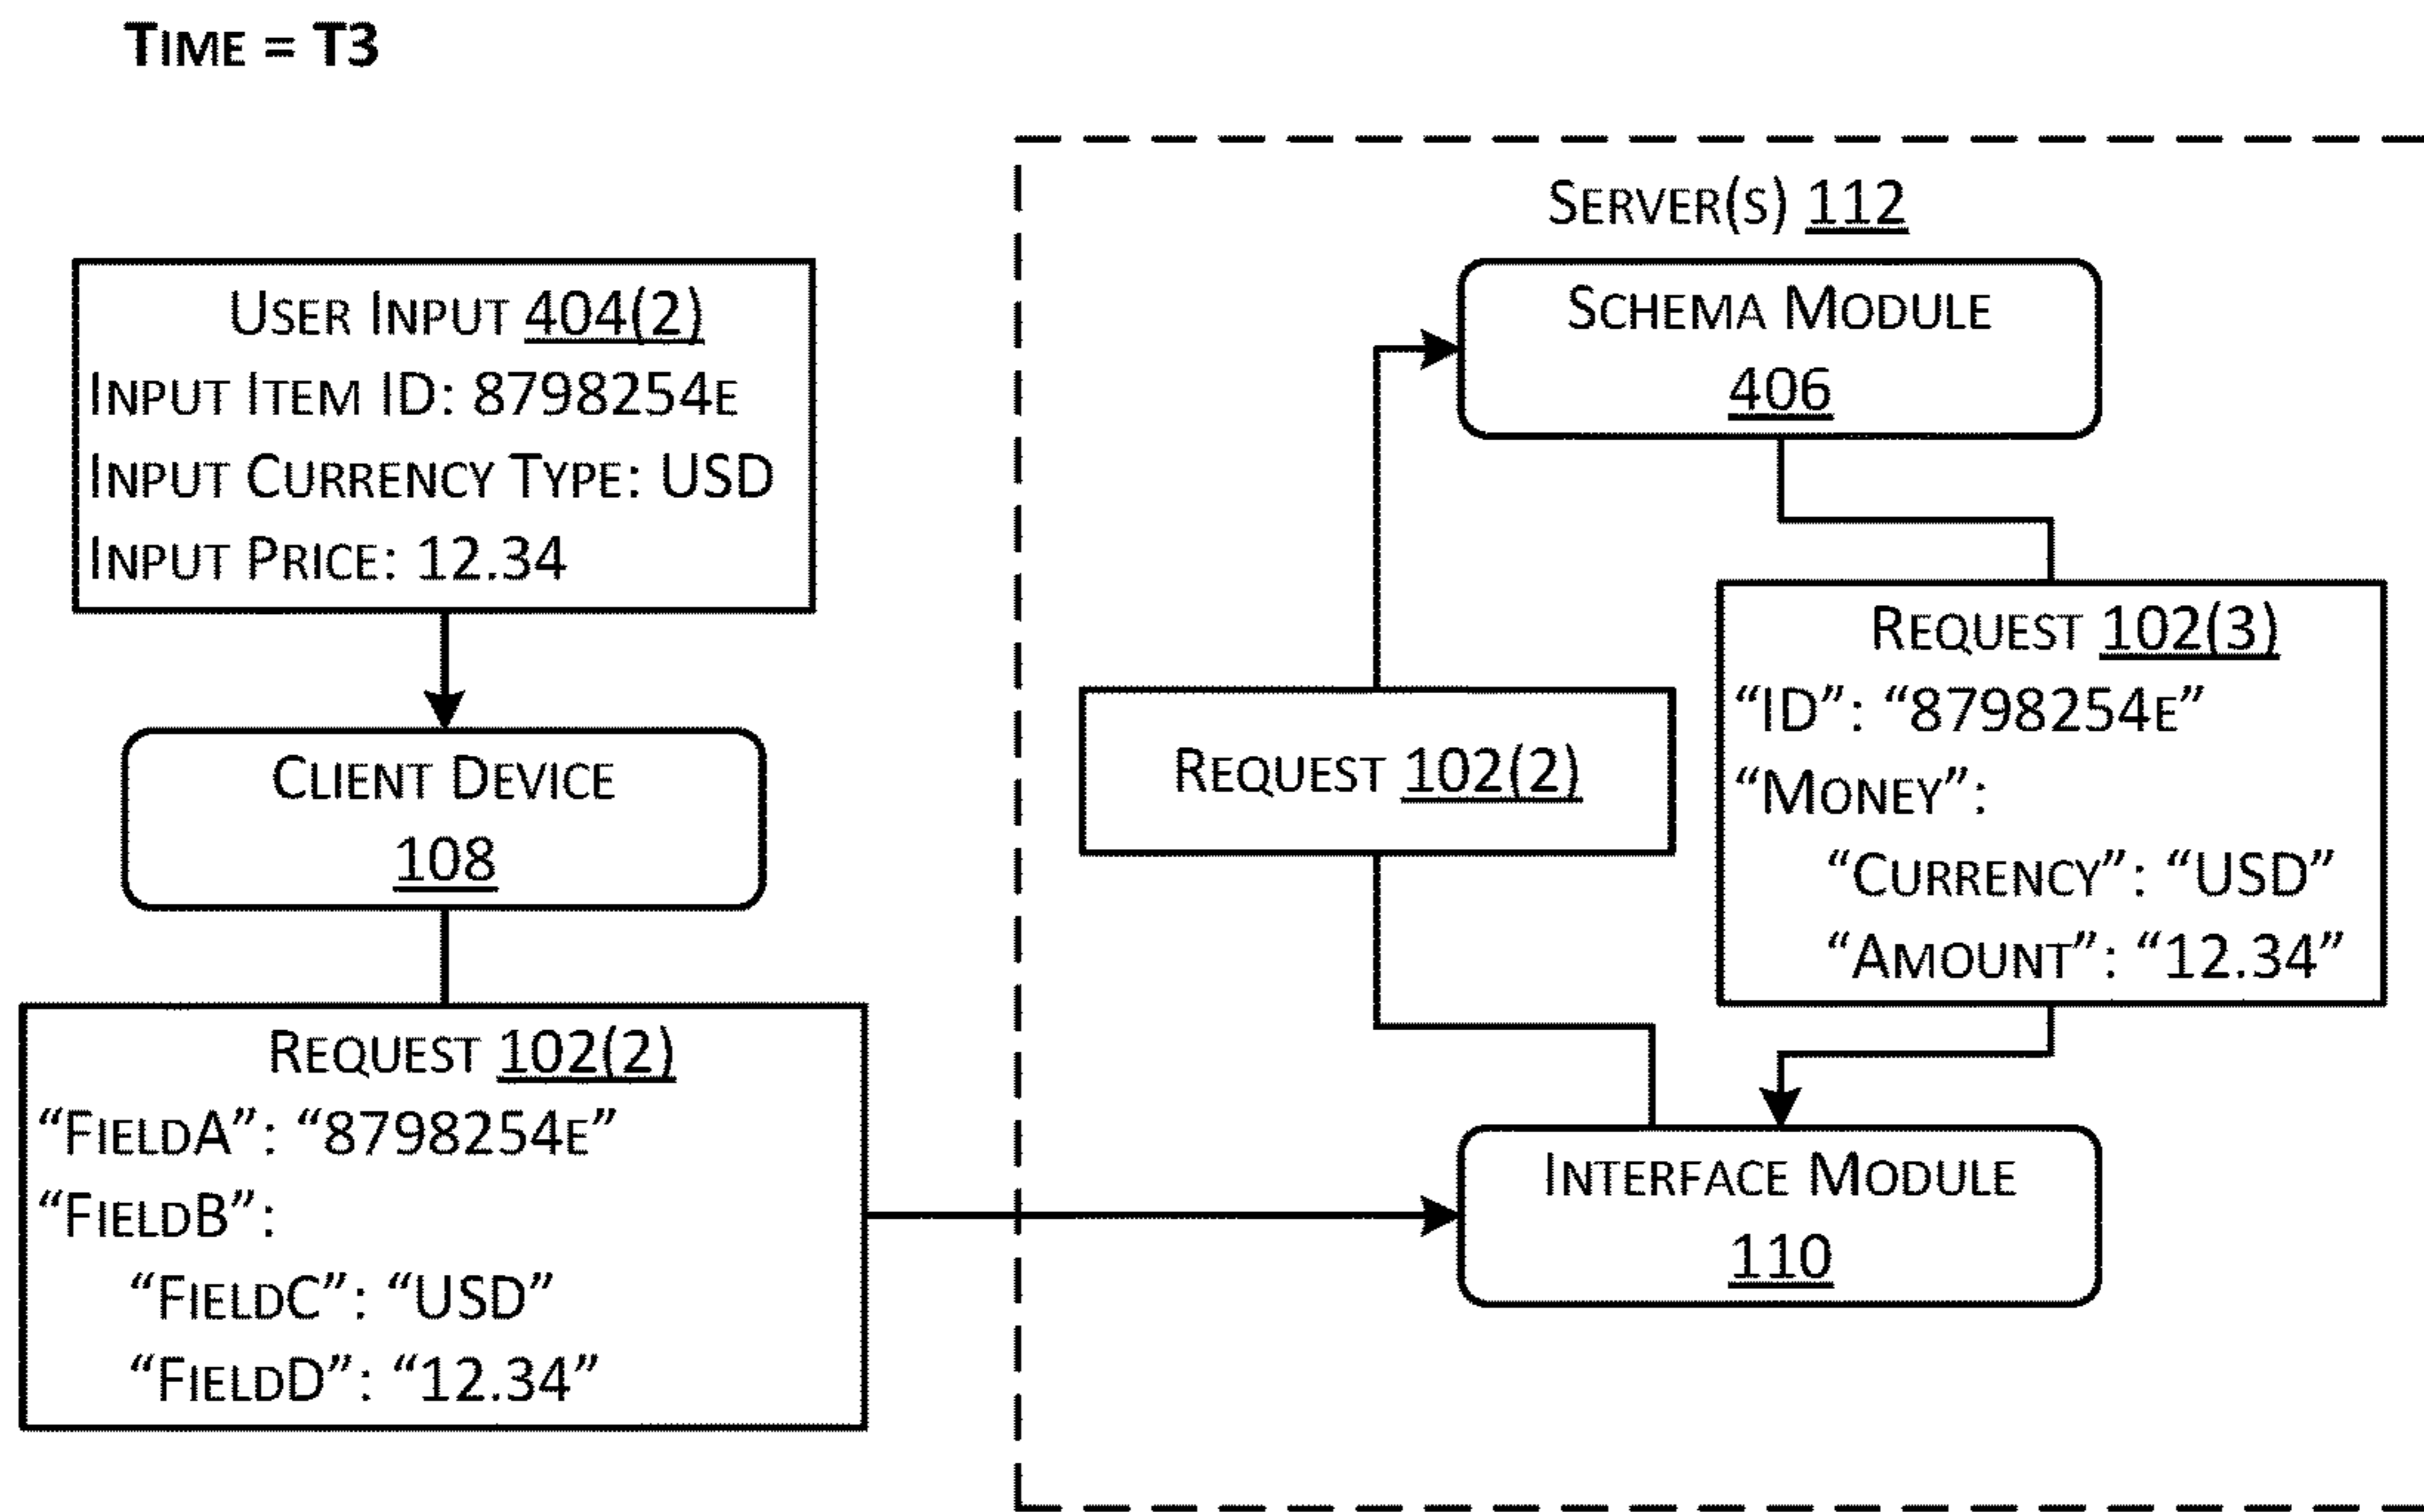 TIME = T3
USER INPUT 404(2)
INPUT ITEM ID: 8798254E
INPUT CURRENCY TYPE: USD
INPUT PRICE: 12.34
CLIENT DEVICE
108
REQUEST 102(2)
“FIELDA”: “8798254E”
“FIELDB”:
“FIELDC”: “USD”
“FIELDD”: “12.34”
SERVER(S) 112
SCHEMA MODULE
406
REQUEST 102(2)
REQUEST 102(3)
“ID”: “8798254E”
“MONEY”:
“CURRENCY”: “USD”
“AMOUNT”: “12.34”
INTERFACE MODULE
110